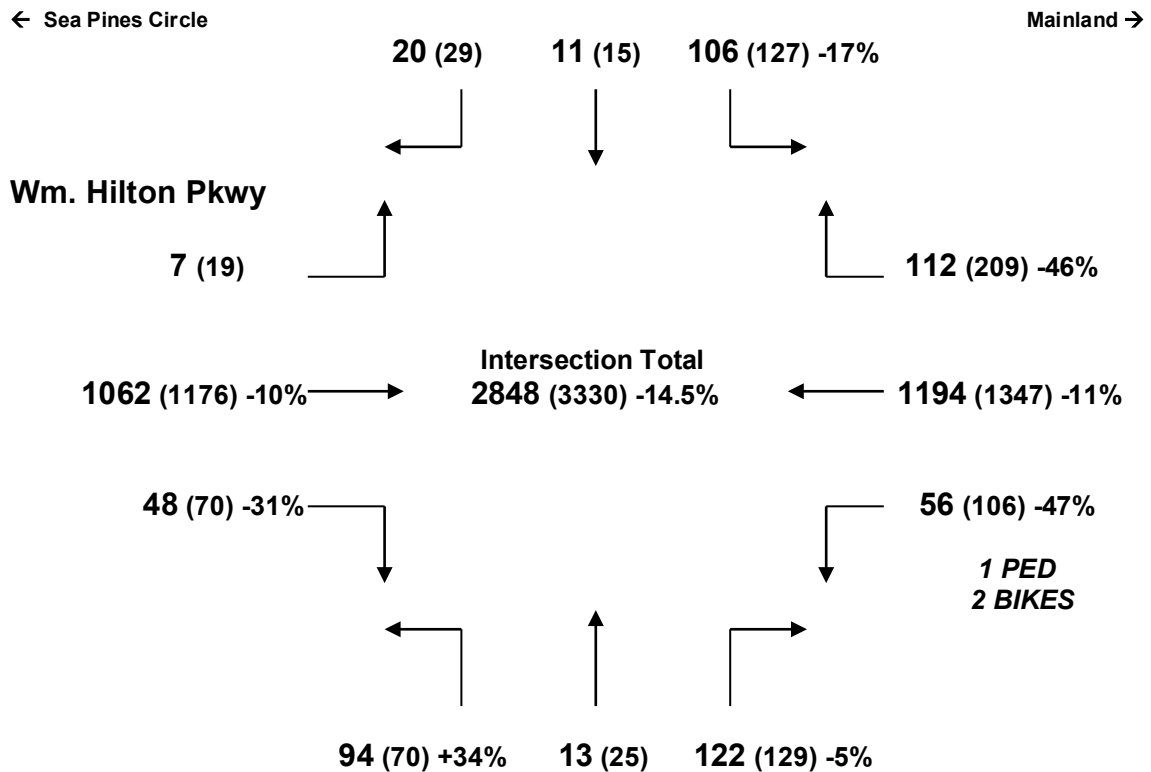 ← Sea Pines Circle
Mainland →
20 (29)
11 (15)
106 (127) -17%
Wm. Hilton Pkwy
7 (19)
112 (209) -46%
Intersection Total
1062 (1176) -10%
2848 (3330) -14.5%
1194 (1347) -11%
48 (70) -31%
56 (106) -47%
1 PED
2 BIKES
94 (70) +34%
13 (25)
122 (129) -5%